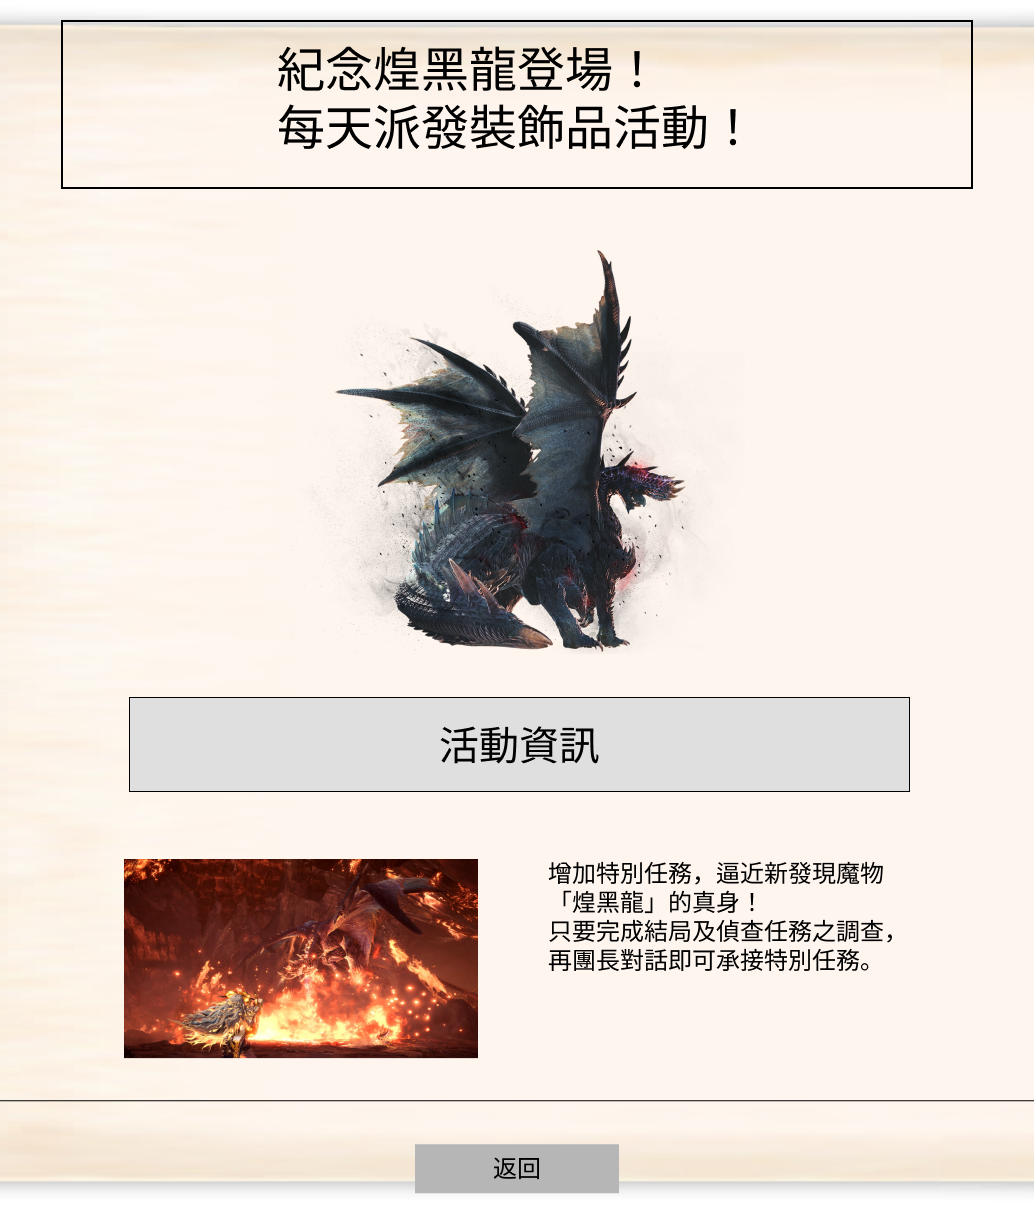 紀念煌黑龍登場！
每天派發裝飾品活動！
活動資訊
增加特別任務，逼近新發現魔物
「煌黑龍」的真身！
只要完成結局及偵查任務之調查，
再團長對話即可承接特別任務。
返回